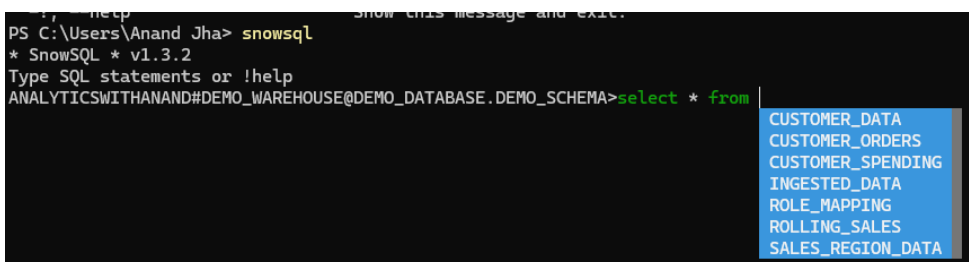 -?, --help Show this message and exit.
PS C:\Users\Anand Jha> snowsql
* SnowSQL * v1.3.2
Type SQL statements or !help
ANALYTICSWITHANAND#DEMO_WAREHOUSE@DEMO_DATABASE.DEMO_SCHEMA>select * from
CUSTOMER_DATA
CUSTOMER_ORDERS
CUSTOMER_SPENDING
INGESTED_DATA
ROLE_MAPPING
ROLLING_SALES
SALES_REGION_DATA